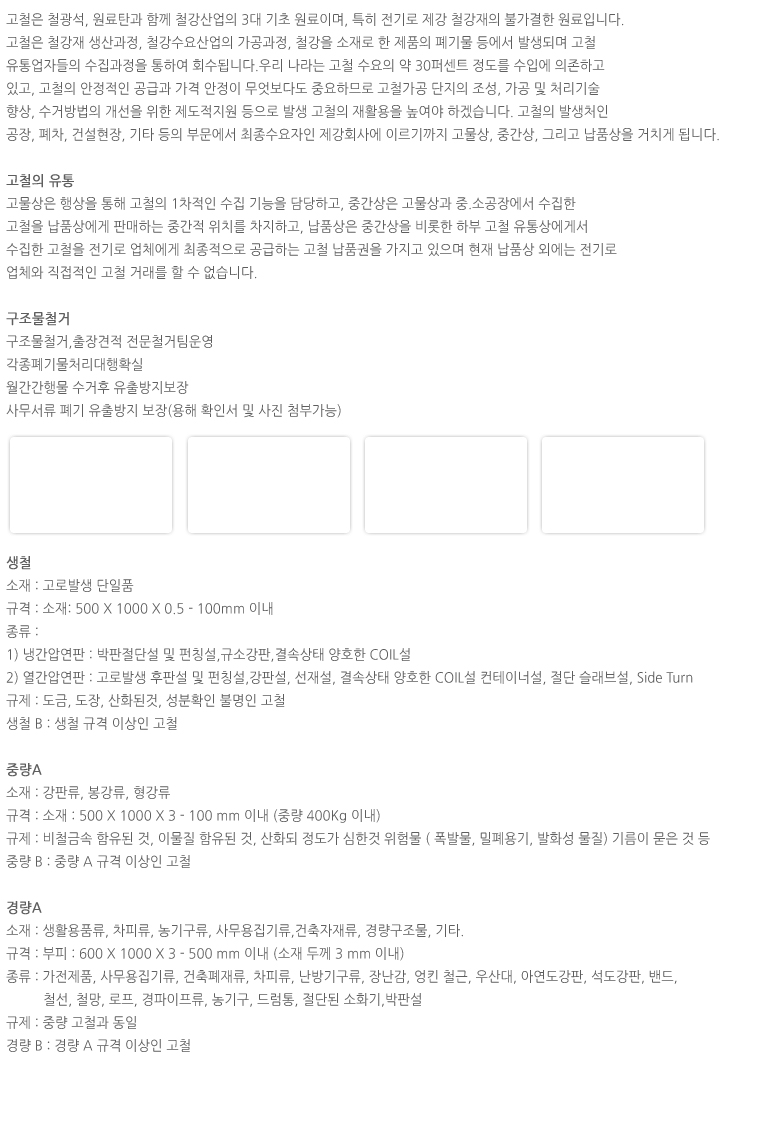 고철은 철광석, 원료탄과 함께 철강산업의 3대 기초 원료이며, 특히 전기로 제강 철강재의 불가결한 원료입니다.
고철은 철강재 생산과정, 철강수요산업의 가공과정, 철강을 소재로 한 제품의 폐기물 등에서 발생되며 고철
유통업자들의 수집과정을 통하여 회수됩니다.우리 나라는 고철 수요의 약 30퍼센트 정도를 수입에 의존하고
있고, 고철의 안정적인 공급과 가격 안정이 무엇보다도 중요하므로 고철가공 단지의 조성, 가공 및 처리기술
향상, 수거방법의 개선을 위한 제도적지원 등으로 발생 고철의 재활용을 높여야 하겠습니다. 고철의 발생처인
공장, 폐차, 건설현장, 기타 등의 부문에서 최종수요자인 제강회사에 이르기까지 고물상, 중간상, 그리고 납품상을 거치게 됩니다.
고철의 유통
고물상은 행상을 통해 고철의 1차적인 수집 기능을 담당하고, 중간상은 고물상과 중.소공장에서 수집한
고철을 납품상에게 판매하는 중간적 위치를 차지하고, 납품상은 중간상을 비롯한 하부 고철 유통상에게서
수집한 고철을 전기로 업체에게 최종적으로 공급하는 고철 납품권을 가지고 있으며 현재 납품상 외에는 전기로
업체와 직접적인 고철 거래를 할 수 없습니다.
구조물철거
구조물철거,출장견적 전문철거팀운영
각종폐기물처리대행확실
월간간행물 수거후 유출방지보장
사무서류 폐기 유출방지 보장(용해 확인서 및 사진 첨부가능)
생철
소재 : 고로발생 단일품
규격 : 소재: 500 X 1000 X 0.5 - 100mm 이내
종류 :
1) 냉간압연판 : 박판절단설 및 펀칭설,규소강판,결속상태 양호한 COIL설
2) 열간압연판 : 고로발생 후판설 및 펀칭설,강판설, 선재설, 결속상태 양호한 COIL설 컨테이너설, 절단 슬래브설, Side Turn
규제 : 도금, 도장, 산화된것, 성분확인 불명인 고철
생철 B : 생철 규격 이상인 고철
중량A
소재 : 강판류, 봉강류, 형강류
규격 : 소재 : 500 X 1000 X 3 - 100 mm 이내 (중량 400Kg 이내)
규제 : 비철금속 함유된 것, 이물질 함유된 것, 산화되 정도가 심한것 위험물 ( 폭발물, 밀폐용기, 발화성 물질) 기름이 묻은 것 등
중량 B : 중량 A 규격 이상인 고철
경량A
소재 : 생활용품류, 차피류, 농기구류, 사무용집기류,건축자재류, 경량구조물, 기타.
규격 : 부피 : 600 X 1000 X 3 - 500 mm 이내 (소재 두께 3 mm 이내)
종류 : 가전제품, 사무용집기류, 건축폐재류, 차피류, 난방기구류, 장난감, 엉킨 철근, 우산대, 아연도강판, 석도강판, 밴드,
철선, 철망, 로프, 경파이프류, 농기구, 드럼통, 절단된 소화기,박판설
규제 : 중량 고철과 동일
경량 B : 경량 A 규격 이상인 고철